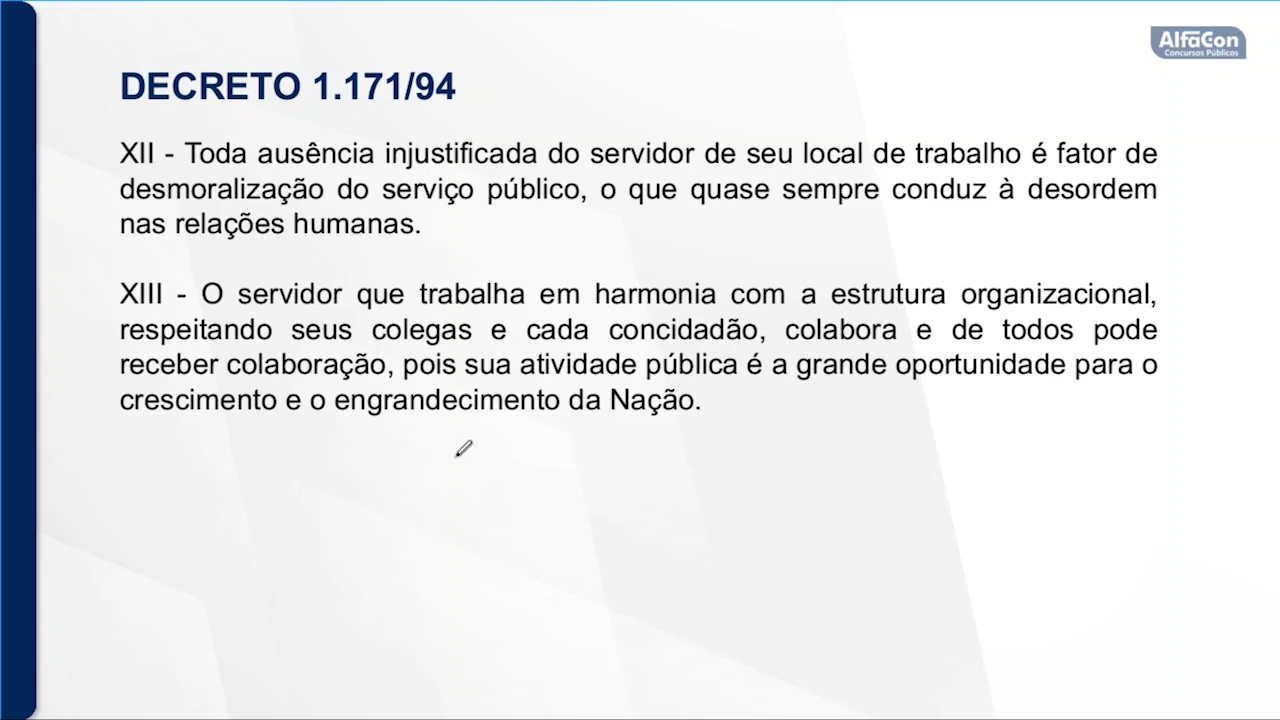 AlfaCon
Concursos Públicos
DECRETO 1.171/94
XII - Toda ausência injustificada do servidor de seu local de trabalho é fator de
desmoralização do serviço público, o que quase sempre conduz à desordem
nas relações humanas.
XIII - O servidor que trabalha em harmonia com a estrutura organizacional,
respeitando seus colegas e cada concidadão, colabora e de todos pode
receber colaboração, pois sua atividade pública é a grande oportunidade para o
crescimento e o engrandecimento da Nação.